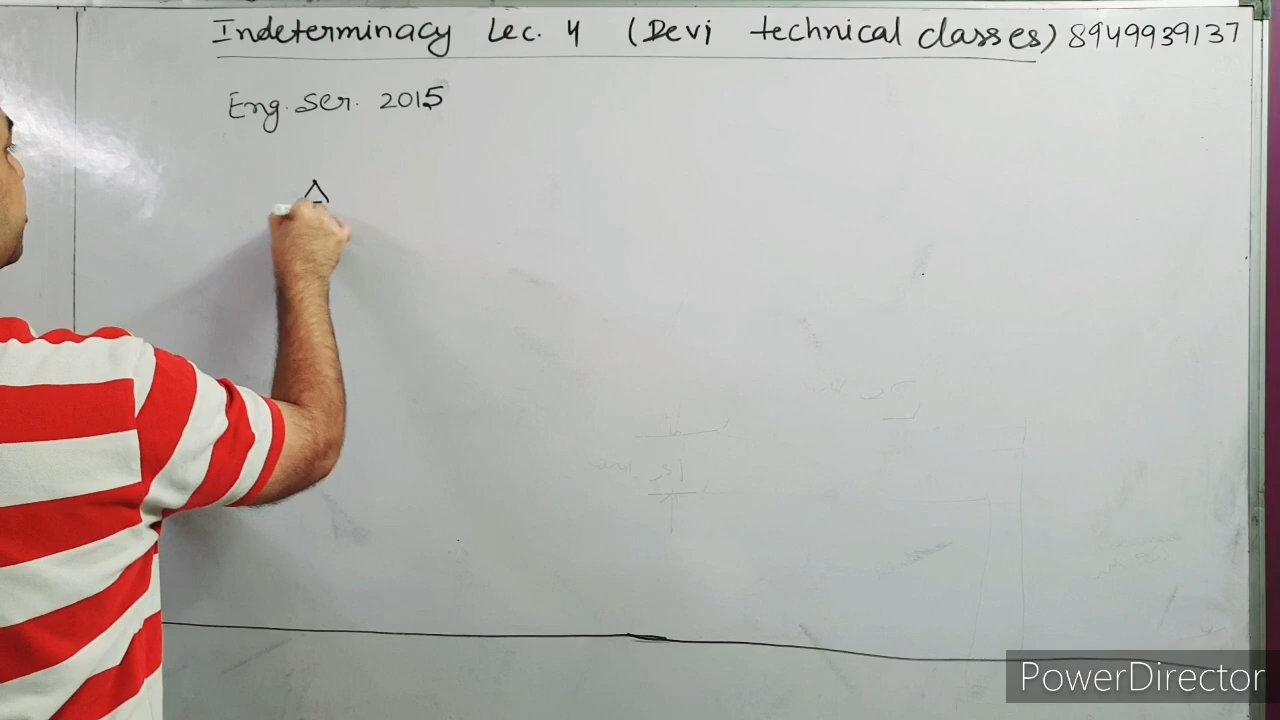 Indeterminacy Lec. 4 (Devi technical classes) 8949939137
Eng. Ser. 2015
PowerDirector